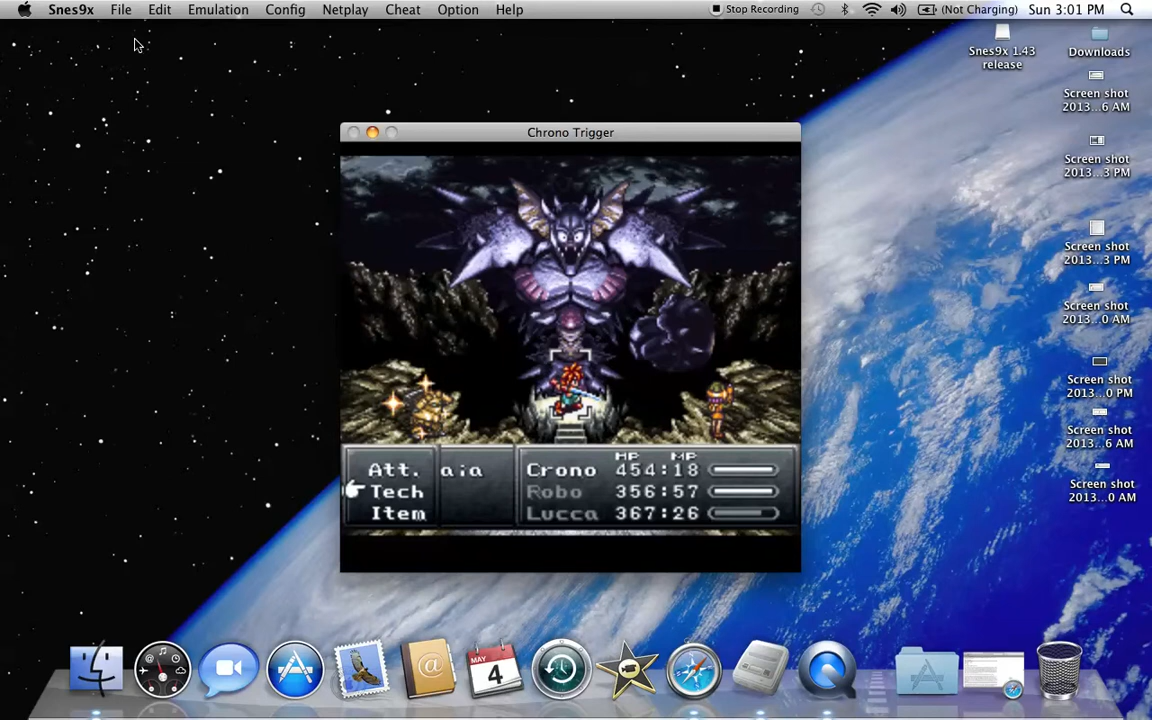 Snes9x File Edit Emulation Config Netplay Cheat Option Help Stop Recording (Not Charging) Sun 3:01 PM
Snes9x 1.43
release
Downloads
Screen shot
2013...6 AM
Screen shot
2013...3 PM
Screen shot
2013...3 PM
Screen shot
2013...0 AM
Screen shot
2013...0 PM
Screen shot
2013...6 AM
Screen shot
2013...0 AM
Chrono Trigger
HP MP
Att. Crono 454:18
Tech Robo 356:57
Item Lucca 367:26
MAY
4